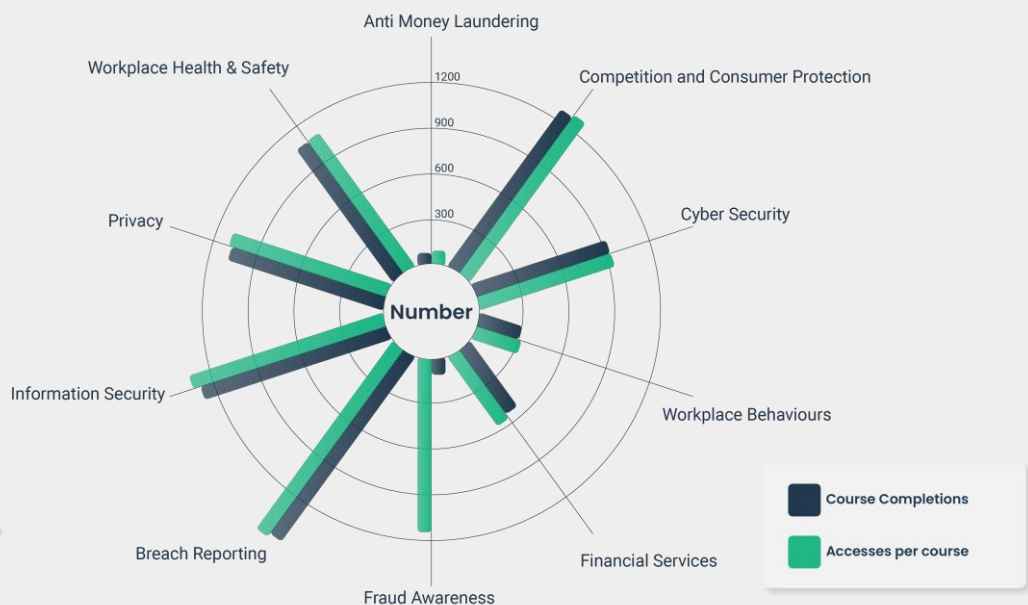 Anti Money Laundering
Workplace Health & Safety
Competition and Consumer Protection
1200
900
600
300
Privacy
Cyber Security
Number
Information Security
Workplace Behaviours
Breach Reporting
Financial Services
Fraud Awareness
Course Completions
Accesses per course